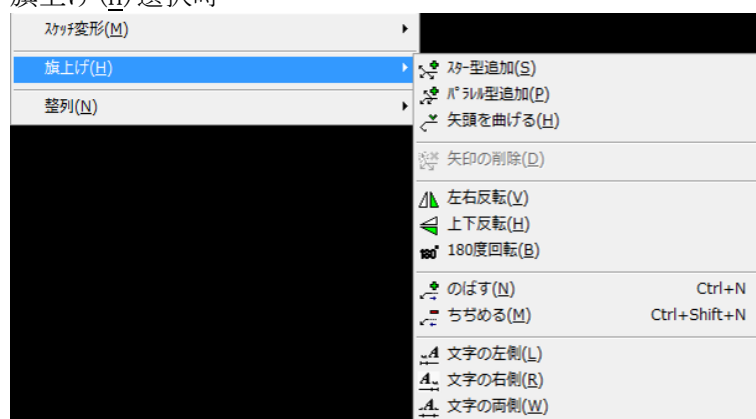 旗上げ(H)選択時
ｽｹｯﾁ変形(M)
旗上げ(H)
整列(N)
ｽﾀｰ型追加(S)
ﾊﾟﾗﾚﾙ型追加(P)
矢頭を曲げる(H)
矢印の削除(D)
左右反転(V)
上下反転(H)
180° 180度回転(B)
のばす(N) Ctrl+N
ちぢめる(M) Ctrl+Shift+N
文字の左側(L)
文字の右側(R)
文字の両側(W)